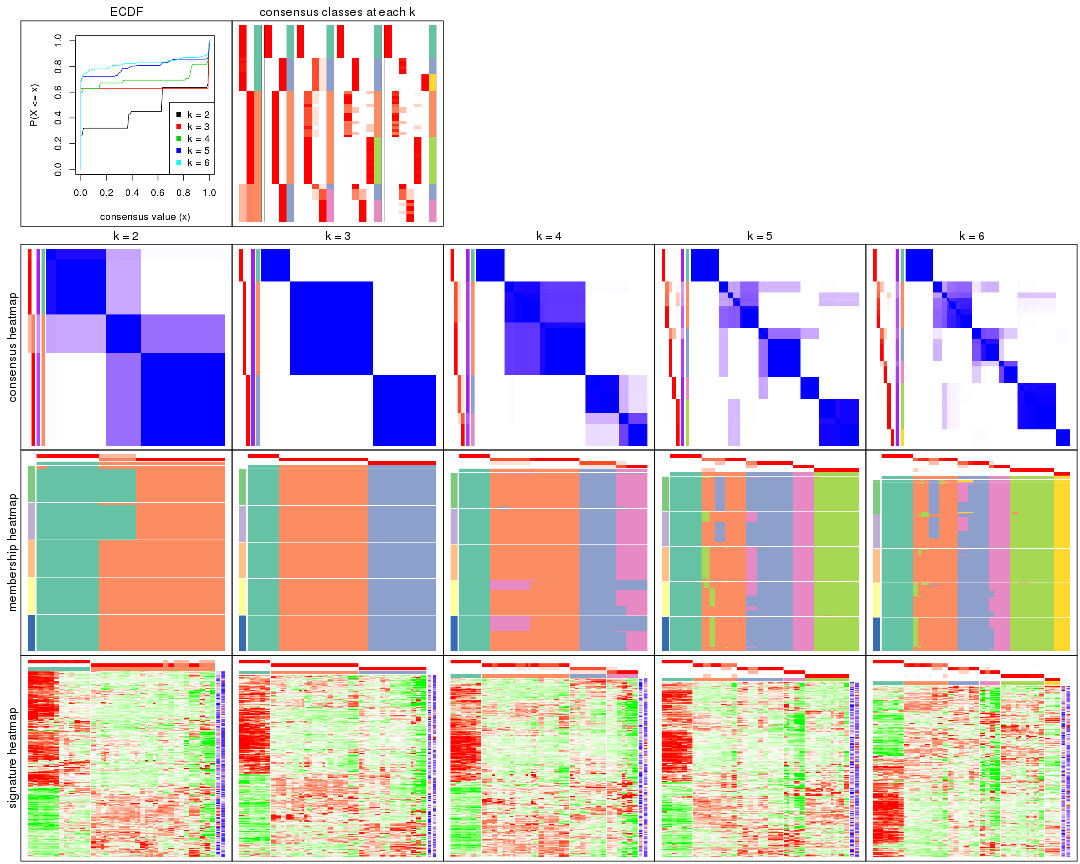 ECDF
consensus classes at each k
P(X <= x)
0.0 0.2 0.4 0.6 0.8 1.0
k = 2
k = 3
k = 4
k = 5
k = 6
0.0 0.2 0.4 0.6 0.8 1.0
consensus value (x)
k = 2
k = 3
k = 4
k = 5
k = 6
consensus heatmap
membership heatmap
signature heatmap